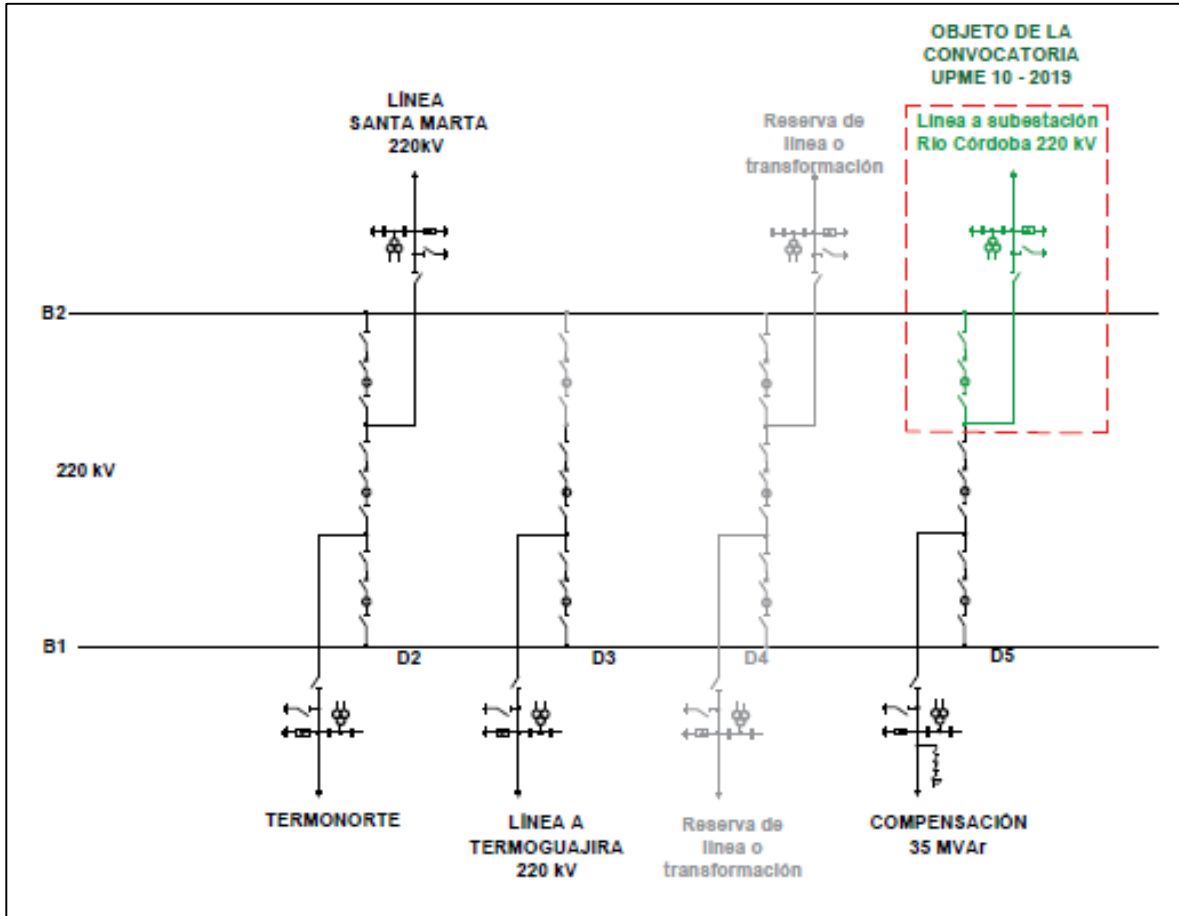 OBJETO DE LA
CONVOCATORIA
UPME 10 - 2019
LÍNEA
SANTA MARTA
220kV
Reserva de
línea o
transformación
Línea a subestación
Río Córdoba 220 kV
B2
220 kV
B1
D2
D3
D4
D5
TERMONORTE
LÍNEA A
TERMOGUAJIRA
220 kV
Reserva de
línea o
transformación
COMPENSACIÓN
35 MVAr